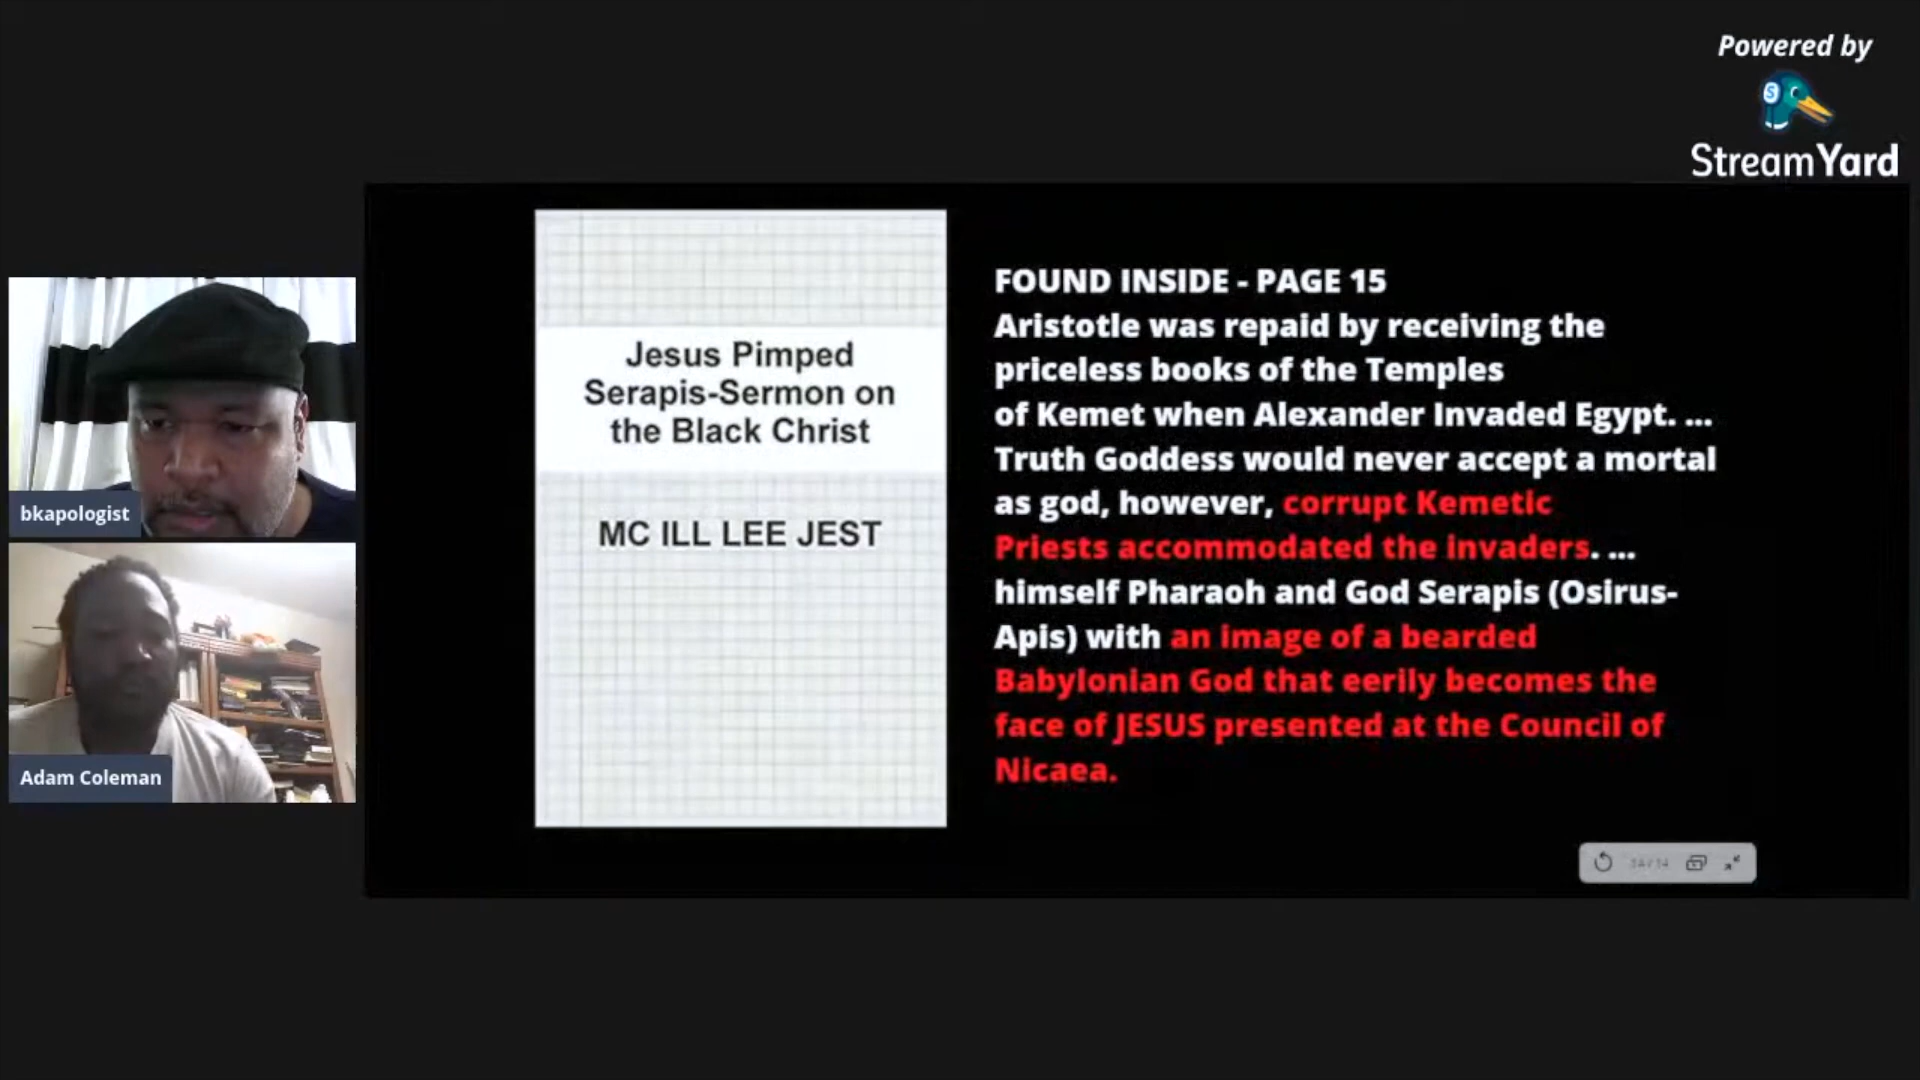 Powered by
StreamYard
bkapologist
Adam Coleman
Jesus Pimped
Serapis-Sermon on
the Black Christ
MC ILL LEE JEST
FOUND INSIDE - PAGE 15
Aristotle was repaid by receiving the
priceless books of the Temples
of Kemet when Alexander Invaded Egypt. ...
Truth Goddess would never accept a mortal
as god, however, corrupt Kemetic
Priests accommodated the invaders. ...
himself Pharaoh and God Serapis (Osirus-
Apis) with an image of a bearded
Babylonian God that eerily becomes the
face of JESUS presented at the Council of
Nicaea.